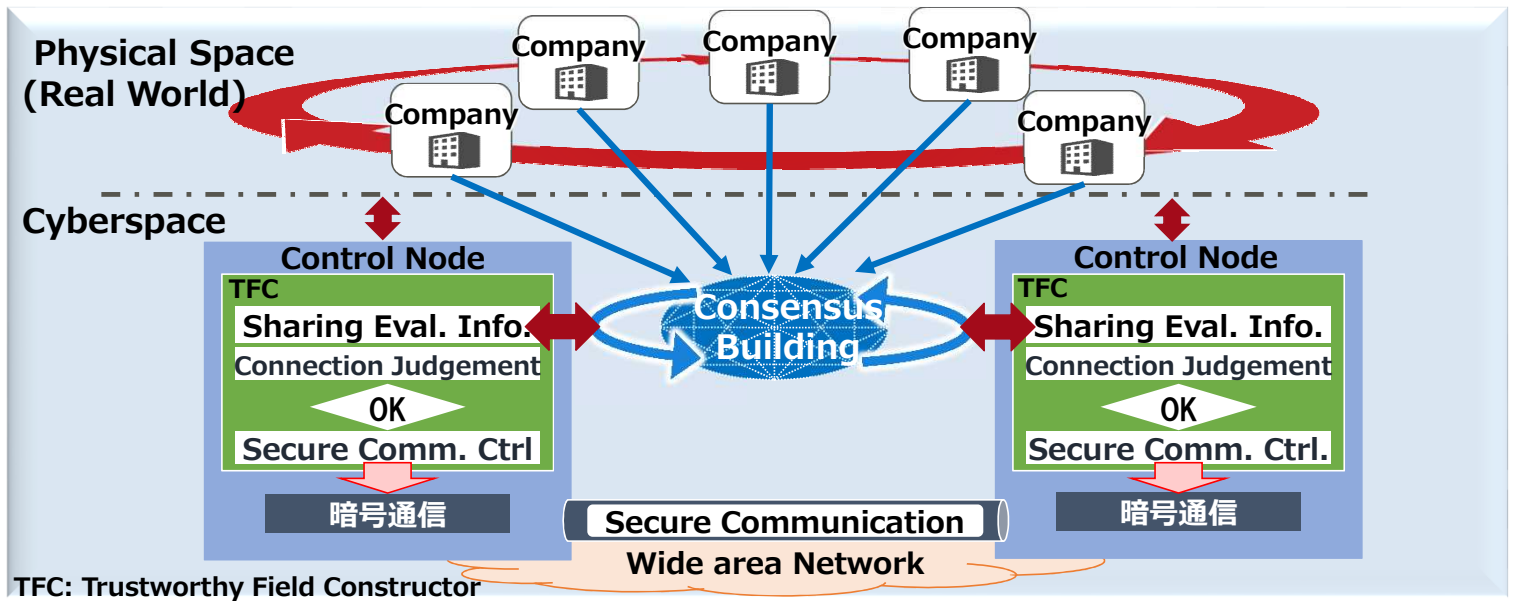 Physical Space
(Real World)
Company
Company
Company
Company
Company
Cyberspace
Control Node
TFC
Sharing Eval. Info.
Connection Judgement
OK
Secure Comm. Ctrl
暗号通信
Consensus
Building
Control Node
TFC
Sharing Eval. Info.
Connection Judgement
OK
Secure Comm. Ctrl.
暗号通信
Secure Communication
Wide area Network
TFC: Trustworthy Field Constructor